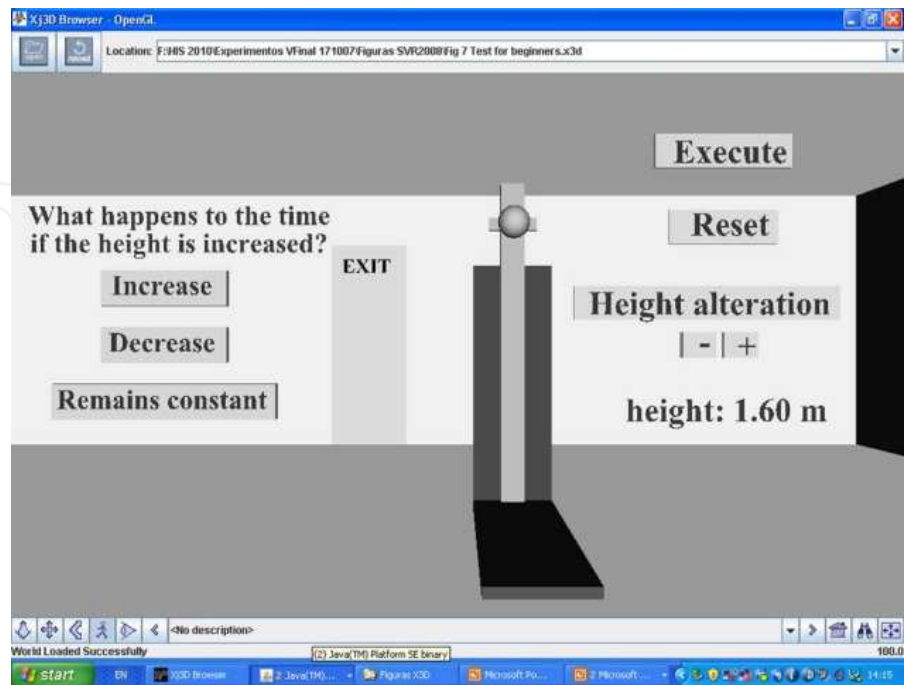 Xj3D Browser - OpenGL
Location: F:\HIS 2010\Experimentos VFinal 171007\Figuras SVR2008\Fig 7 Test for beginners.x3d
Execute
What happens to the time
if the height is increased?
Reset
EXIT
Increase
Height alteration
Decrease
- +
Remains constant
height: 1.60 m
<No description>
World Loaded Successfully
(2) Java(TM) Platform SE binary
100.0
start EN Xj3D Browser 2 Java(TM)... Figuras X3D Microsoft Po... 2 Microsoft ... 14:15